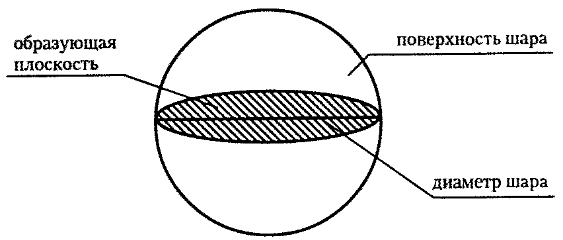 образующая
плоскость
поверхность шара
диаметр шара